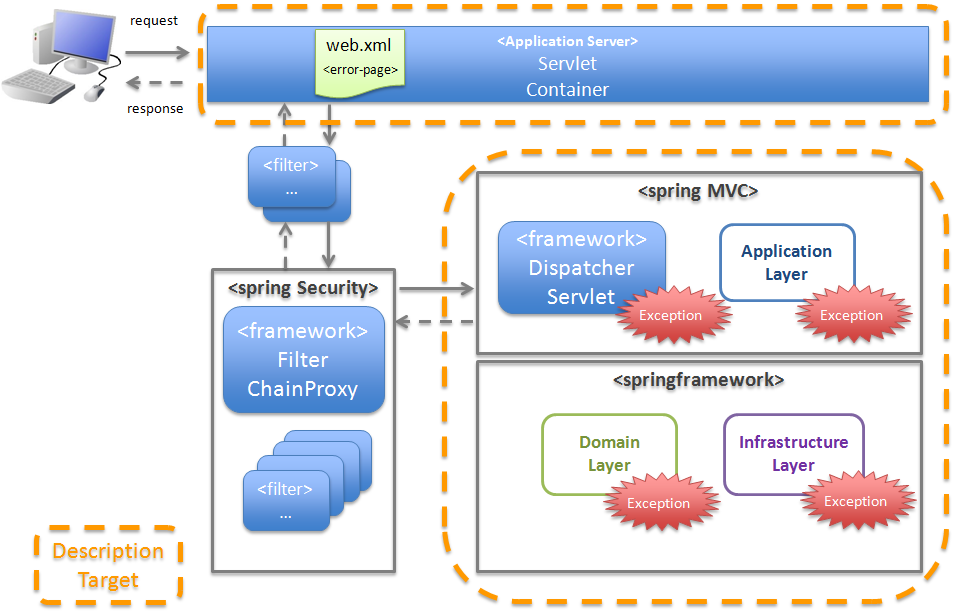 request
response
web.xml
<error-page>
<Application Server>
Servlet
Container
<filter>
...
<spring Security>
<framework>
Filter
ChainProxy
<filter>
...
<spring MVC>
<framework>
Dispatcher
Servlet
Exception
Application
Layer
Exception
<springframework>
Domain
Layer
Exception
Infrastructure
Layer
Exception
Description
Target